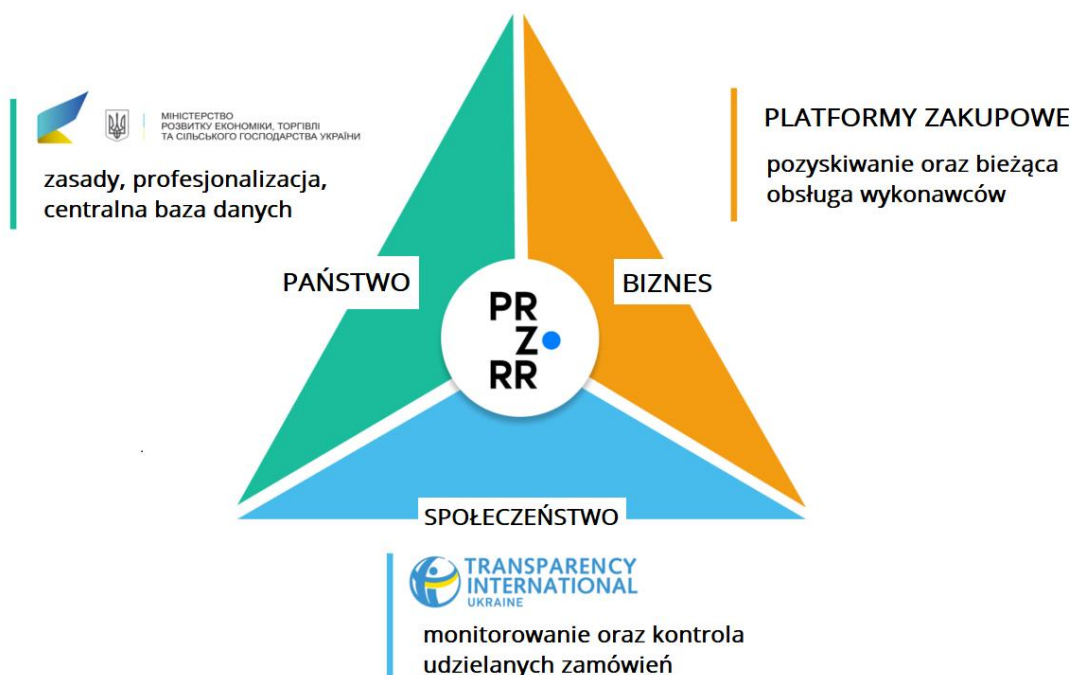 МІНІСТЕРСТВО
РОЗВИТКУ ЕКОНОМІКИ, ТОРГІВЛІ
ТА СІЛЬСЬКОГО ГОСПОДАРСТВА УКРАЇНИ
zasady, profesjonalizacja,
centralna baza danych
PLATFORMY ZAKUPOWE
pozyskiwanie oraz bieżąca
obsługa wykonawców
PAŃSTWO
BIZNES
PR
Z
RR
SPOŁECZEŃSTWO
TRANSPARENCY
INTERNATIONAL
UKRAINE
monitorowanie oraz kontrola
udzielanych zamówień